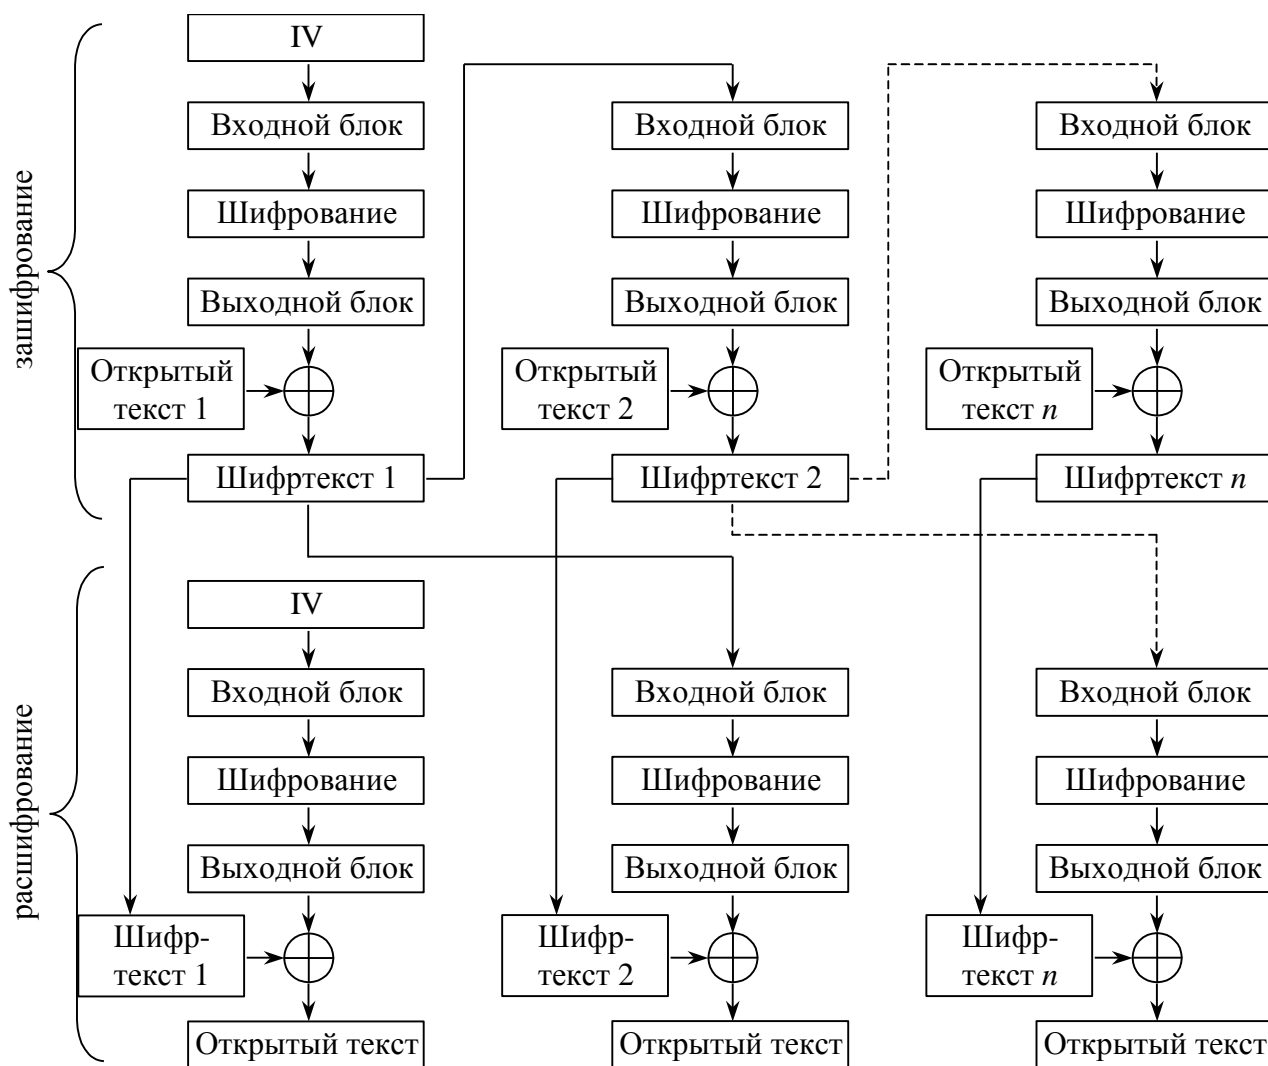 зашифрование
IV
Входной блок
Входной блок
Входной блок
Шифрование
Шифрование
Шифрование
Выходной блок
Выходной блок
Выходной блок
Открытый
текст 1
Открытый
текст 2
Открытый
текст n
Шифртекст 1
Шифртекст 2
Шифртекст n
расшифрование
IV
Входной блок
Входной блок
Входной блок
Шифрование
Шифрование
Шифрование
Выходной блок
Выходной блок
Выходной блок
Шифр-
текст 1
Шифр-
текст 2
Шифр-
текст n
Открытый текст
Открытый текст
Открытый текст